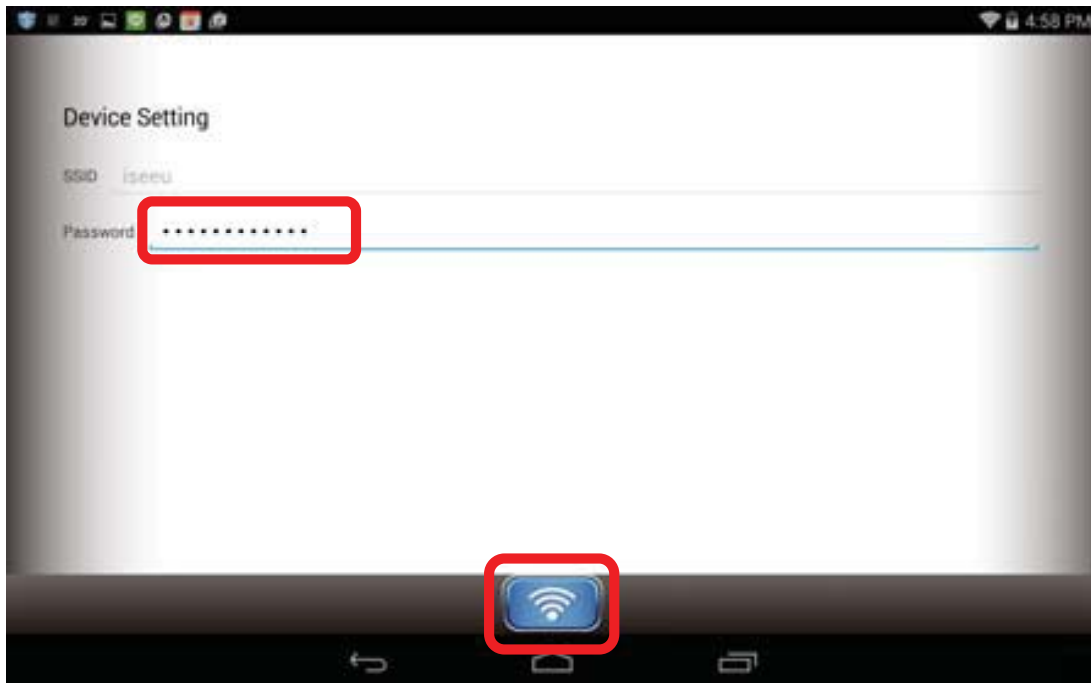 4:58 PM
Device Setting
SSID iseeu
Password ••••••••••••